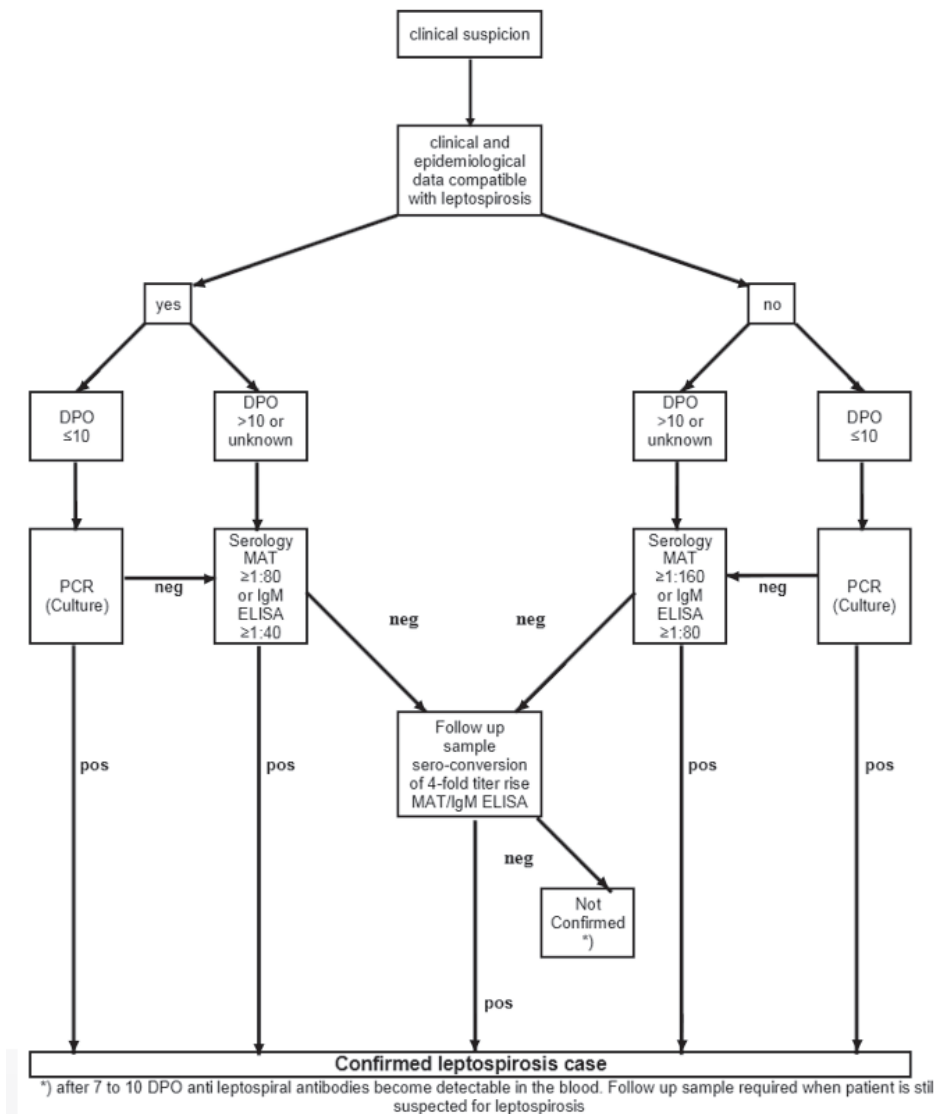 clinical suspicion
clinical and
epidemiological
data compatible
with leptospirosis
yes
no
DPO
≤10
DPO
>10 or
unknown
DPO
>10 or
unknown
DPO
≤10
PCR
(Culture)
neg
Serology
MAT
≥1:80
or IgM
ELISA
≥1:40
Serology
MAT
≥1:160
or IgM
ELISA
≥1:80
neg
PCR
(Culture)
neg
neg
Follow up
sample
sero-conversion
of 4-fold titer rise
MAT/IgM ELISA
pos
pos
pos
pos
neg
Not
Confirmed
*)
pos
Confirmed leptospirosis case
*) after 7 to 10 DPO anti leptospiral antibodies become detectable in the blood. Follow up sample required when patient is stil
suspected for leptospirosis